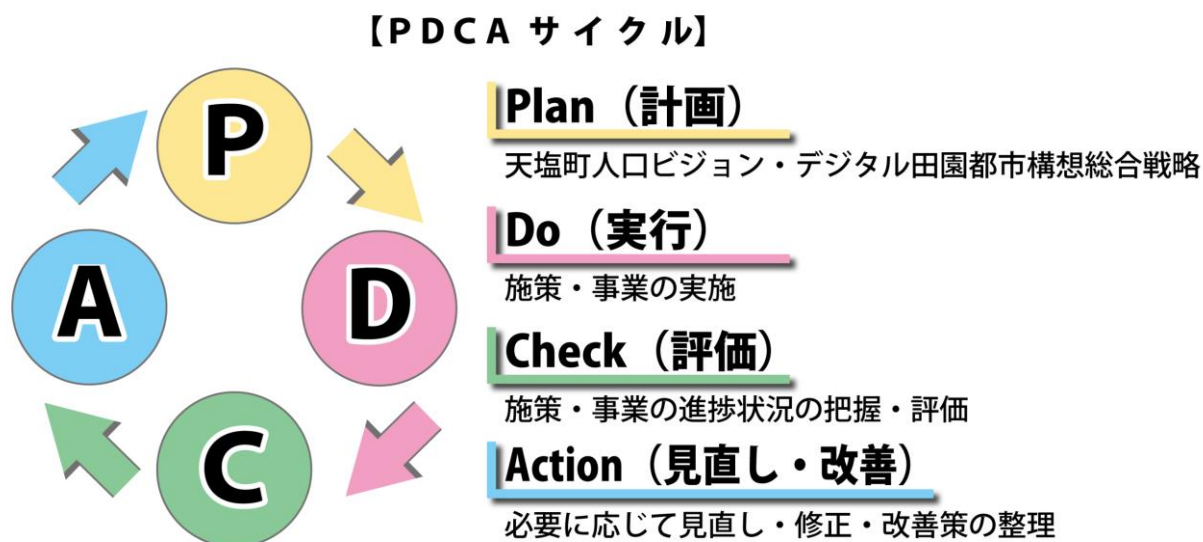 【PDCA サイクル】
P
D
C
A
Plan（計画）
天塩町人口ビジョン・デジタル田園都市構想総合戦略
Do（実行）
施策・事業の実施
Check（評価）
施策・事業の進捗状況の把握・評価
Action（見直し・改善）
必要に応じて見直し・修正・改善策の整理